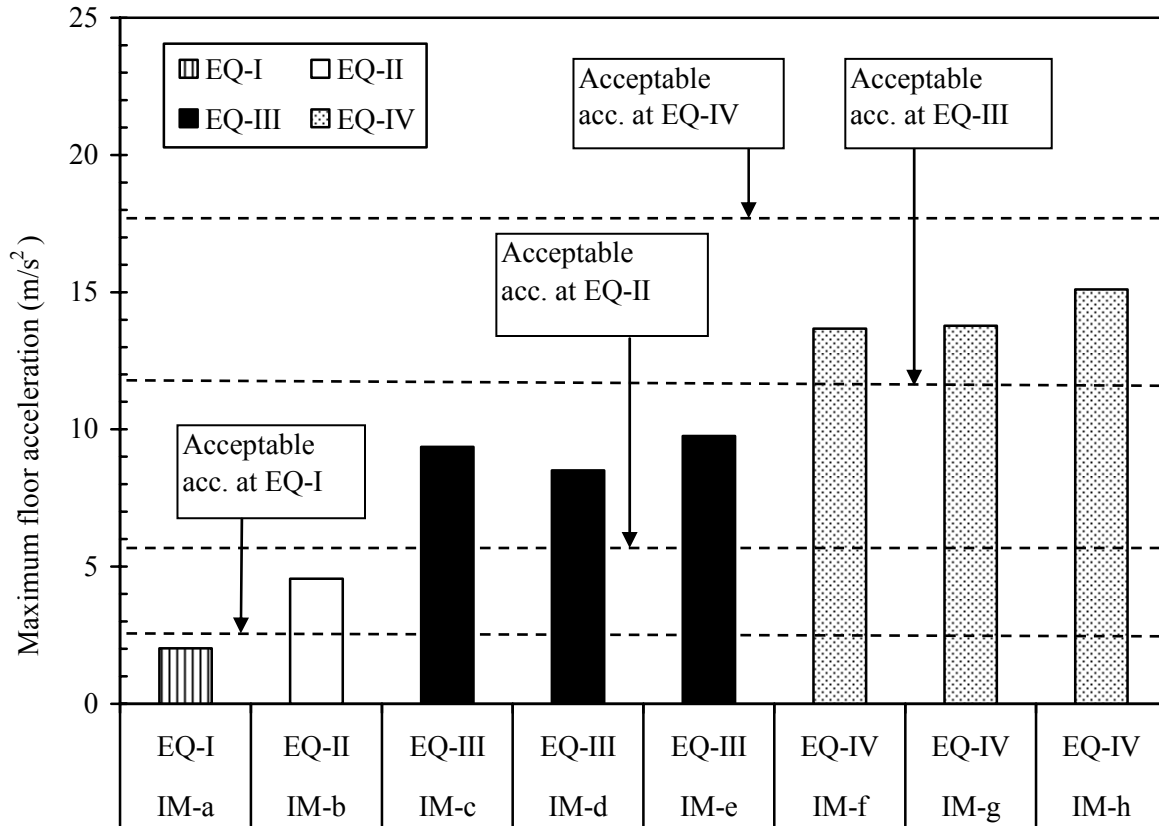 25
20
15
10
5
0
Maximum floor acceleration (m/s²)
EQ-I EQ-II
EQ-III EQ-IV
Acceptable
acc. at EQ-IV
Acceptable
acc. at EQ-III
Acceptable
acc. at EQ-II
Acceptable
acc. at EQ-I
EQ-I EQ-II EQ-III EQ-III EQ-III EQ-IV EQ-IV EQ-IV
IM-a IM-b IM-c IM-d IM-e IM-f IM-g IM-h